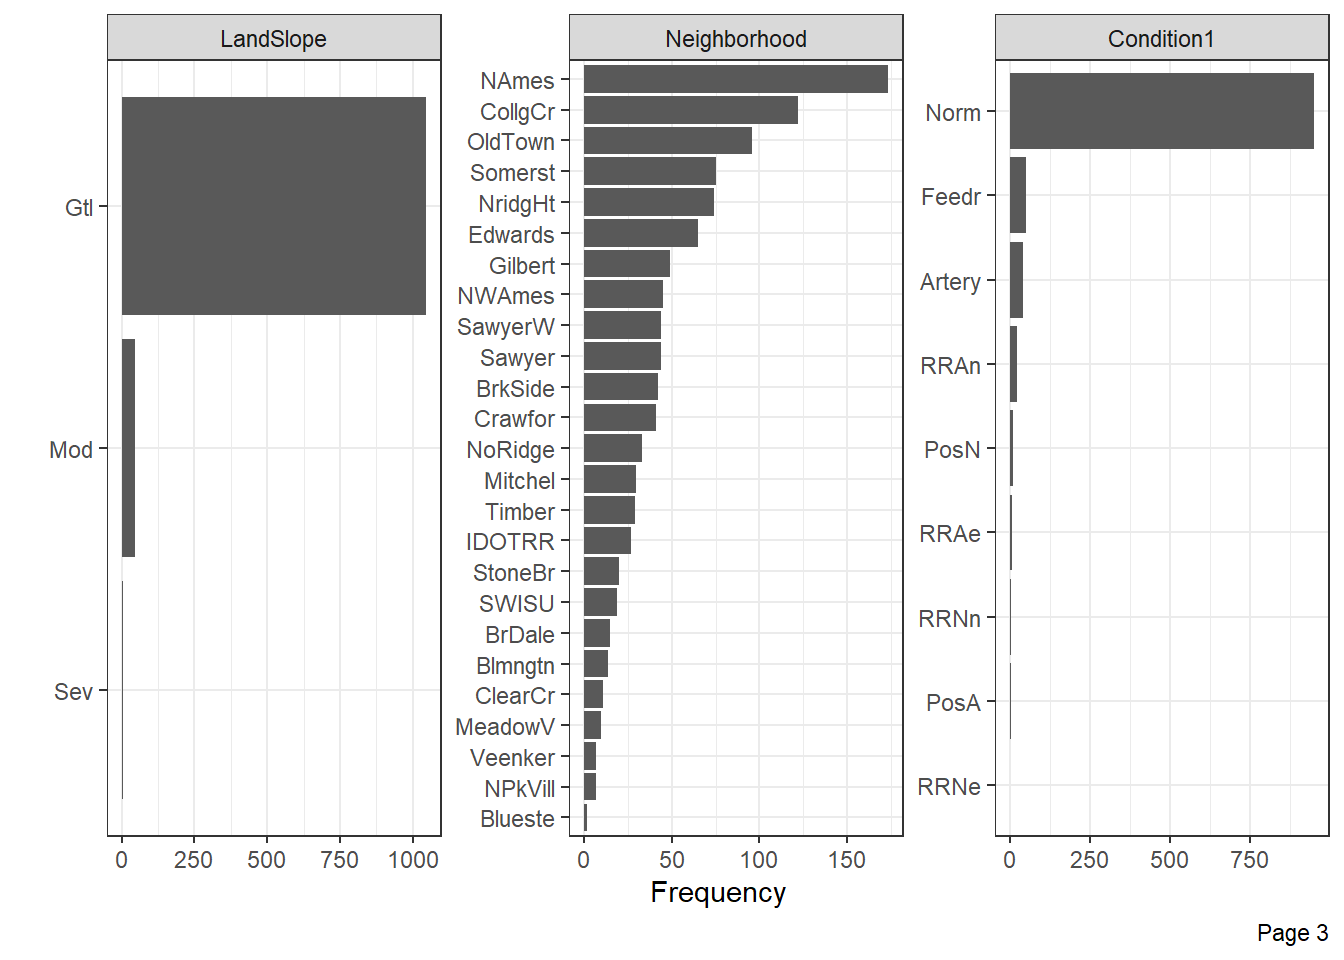 LandSlope
Gtl
Mod
Sev
0 250 500 750 1000
Neighborhood
NAmes
CollgCr
OldTown
Somerst
NridgHt
Edwards
Gilbert
NWAmes
SawyerW
Sawyer
BrkSide
Crawfor
NoRidge
Mitchel
Timber
IDOTRR
StoneBr
SWISU
BrDale
Blmngtn
ClearCr
MeadowV
Veenker
NPkVill
Blueste
0 50 100 150
Condition1
Norm
Feedr
Artery
RRAn
PosN
RRAe
RRNn
PosA
RRNe
0 250 500 750
Frequency
Page 3